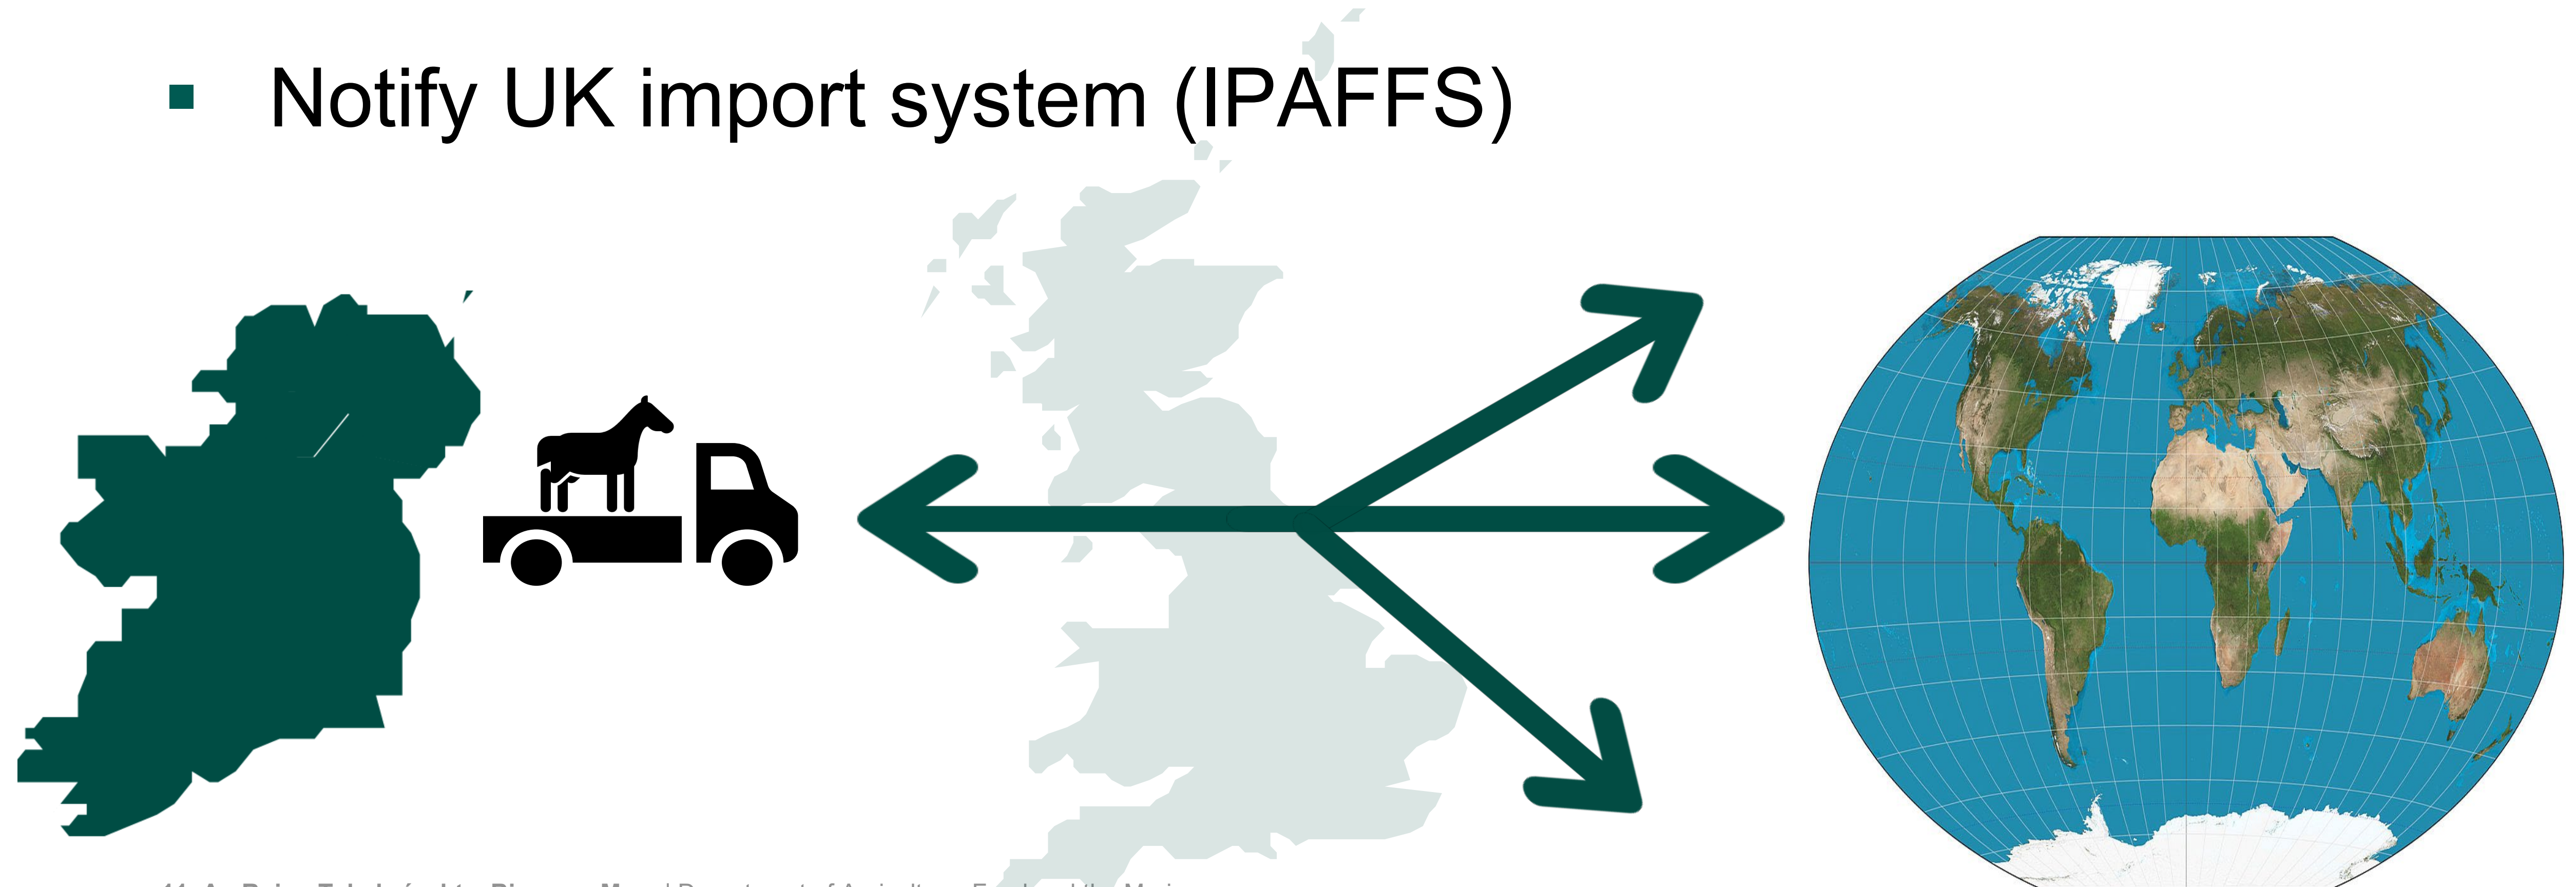 ▪ Notify UK import system (IPAFFS)